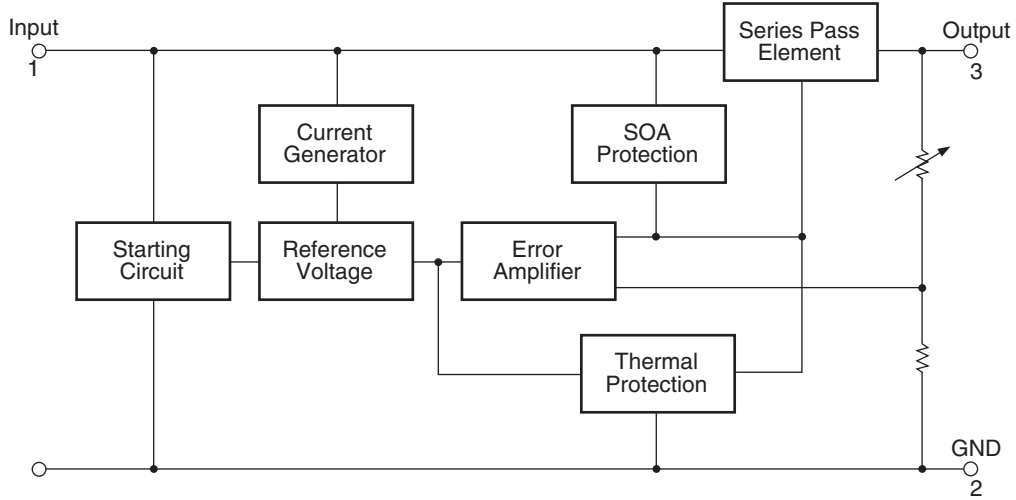 Input
1
Series Pass
Element
Output
3
Current
Generator
SOA
Protection
Starting
Circuit
Reference
Voltage
Error
Amplifier
Thermal
Protection
GND
2